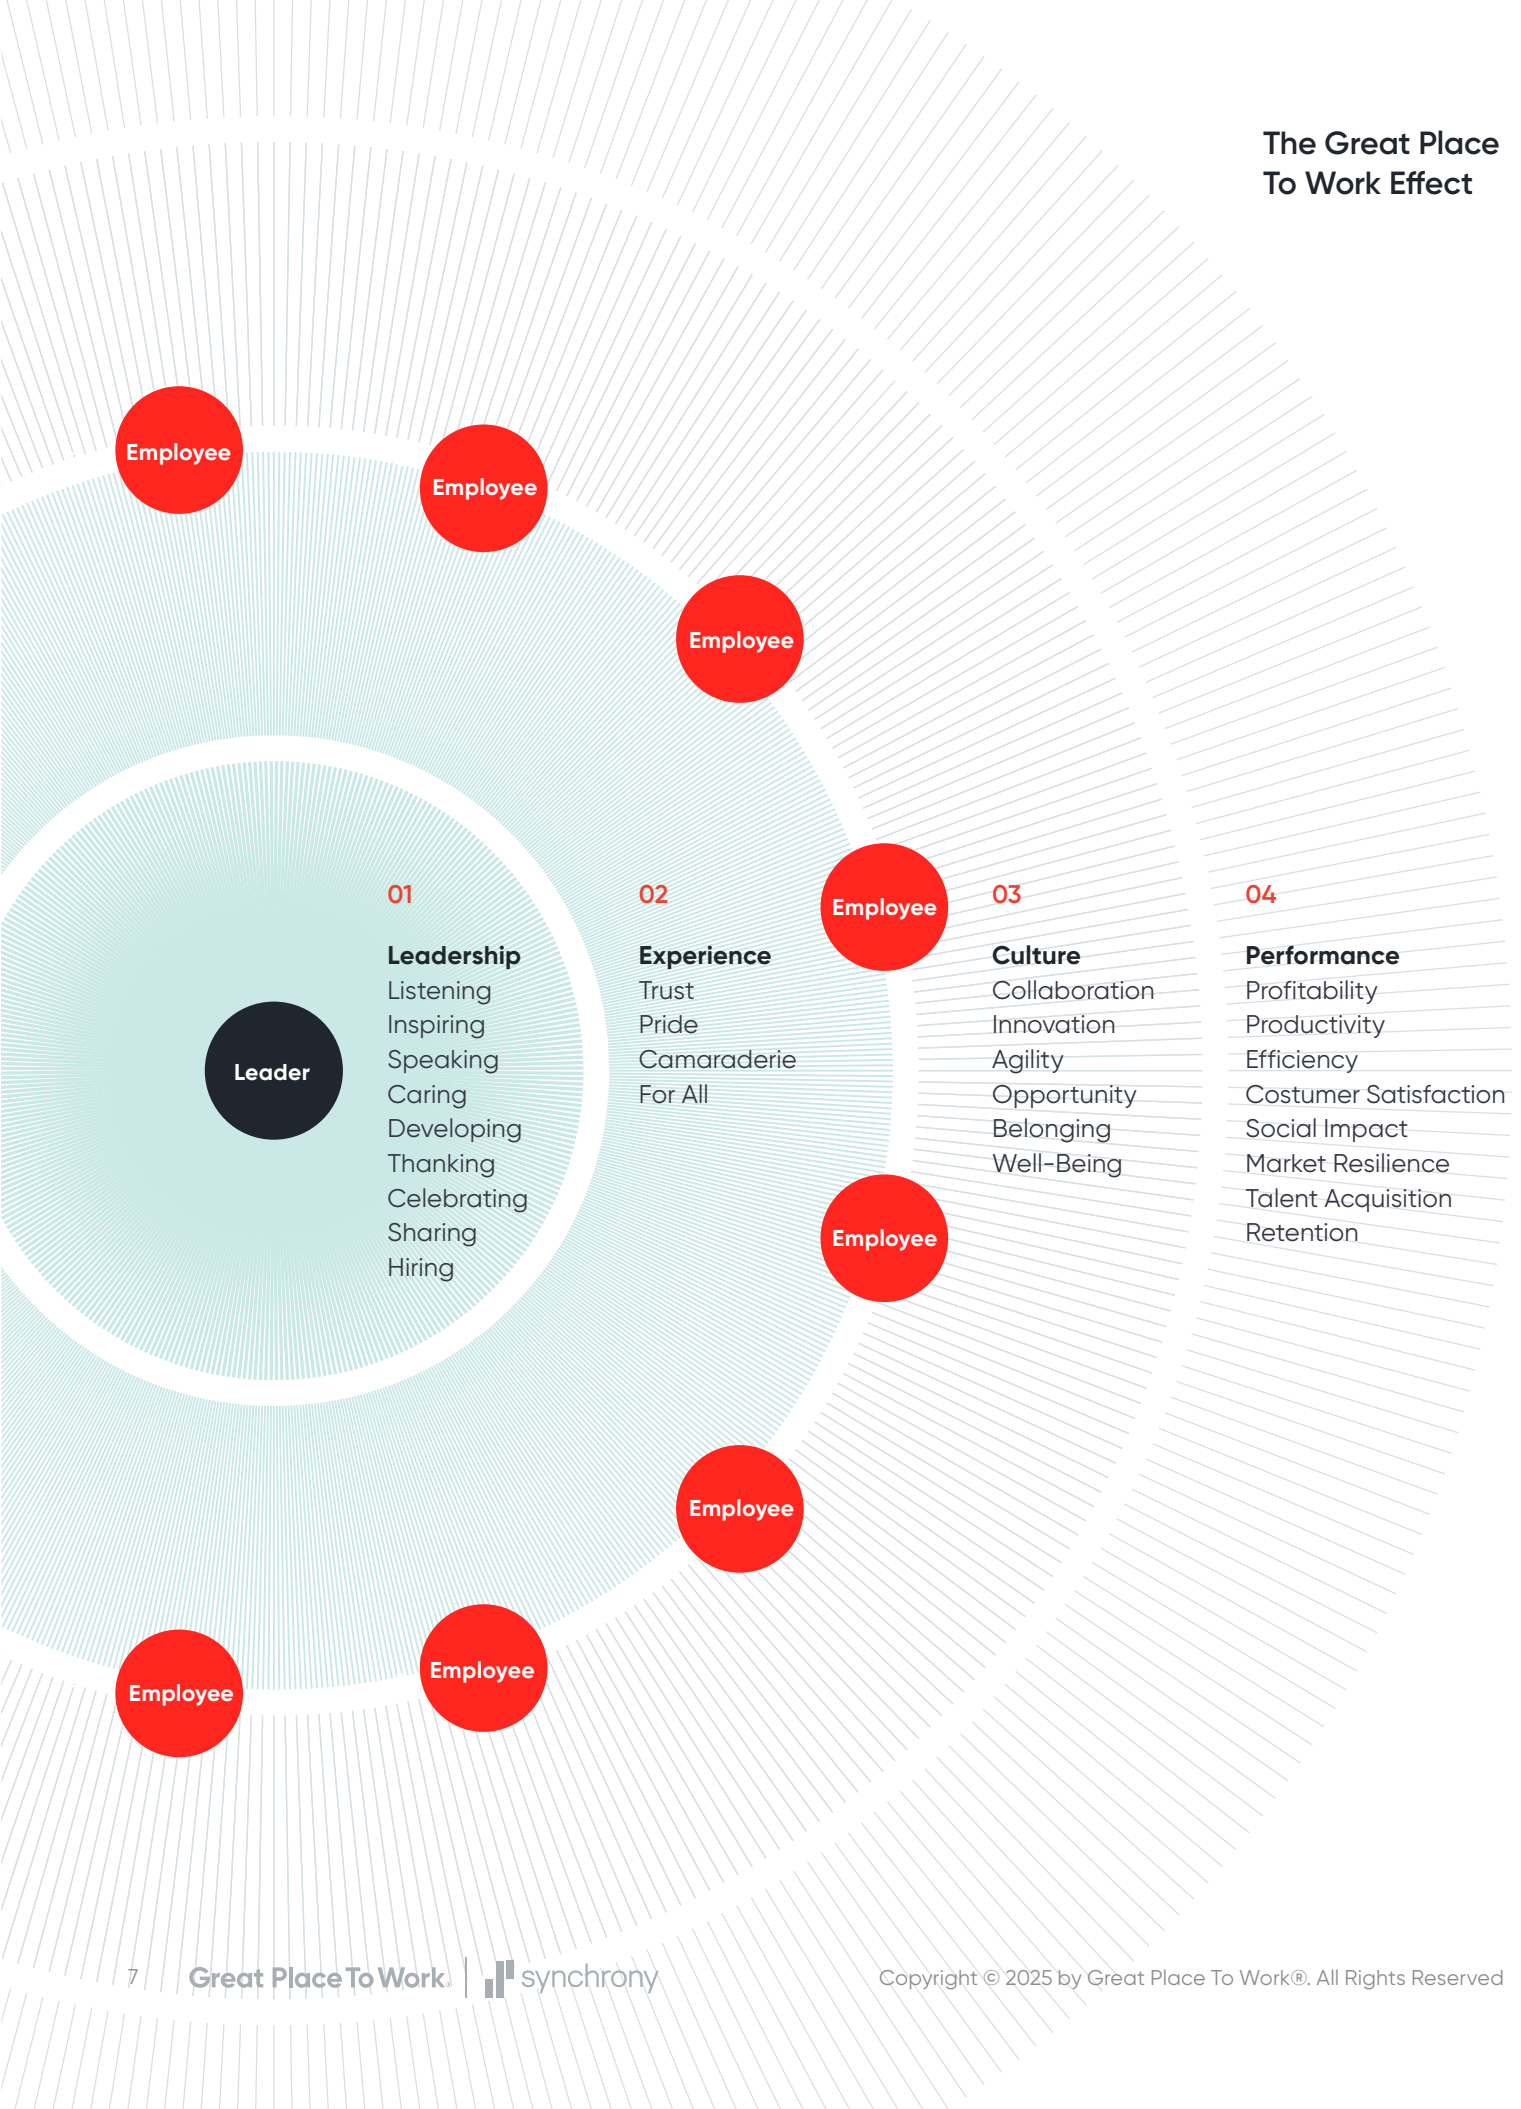 The Great Place
To Work Effect
Employee
Employee
Employee
Employee
Employee
Employee
Employee
Employee
Leader
01
Leadership
Listening
Inspiring
Speaking
Caring
Developing
Thanking
Celebrating
Sharing
Hiring
02
Experience
Trust
Pride
Camaraderie
For All
03
Culture
Collaboration
Innovation
Agility
Opportunity
Belonging
Well-Being
04
Performance
Profitability
Productivity
Efficiency
Costumer Satisfaction
Social Impact
Market Resilience
Talent Acquisition
Retention
7
Great Place To Work®
synchrony
Copyright © 2025 by Great Place To Work®. All Rights Reserved